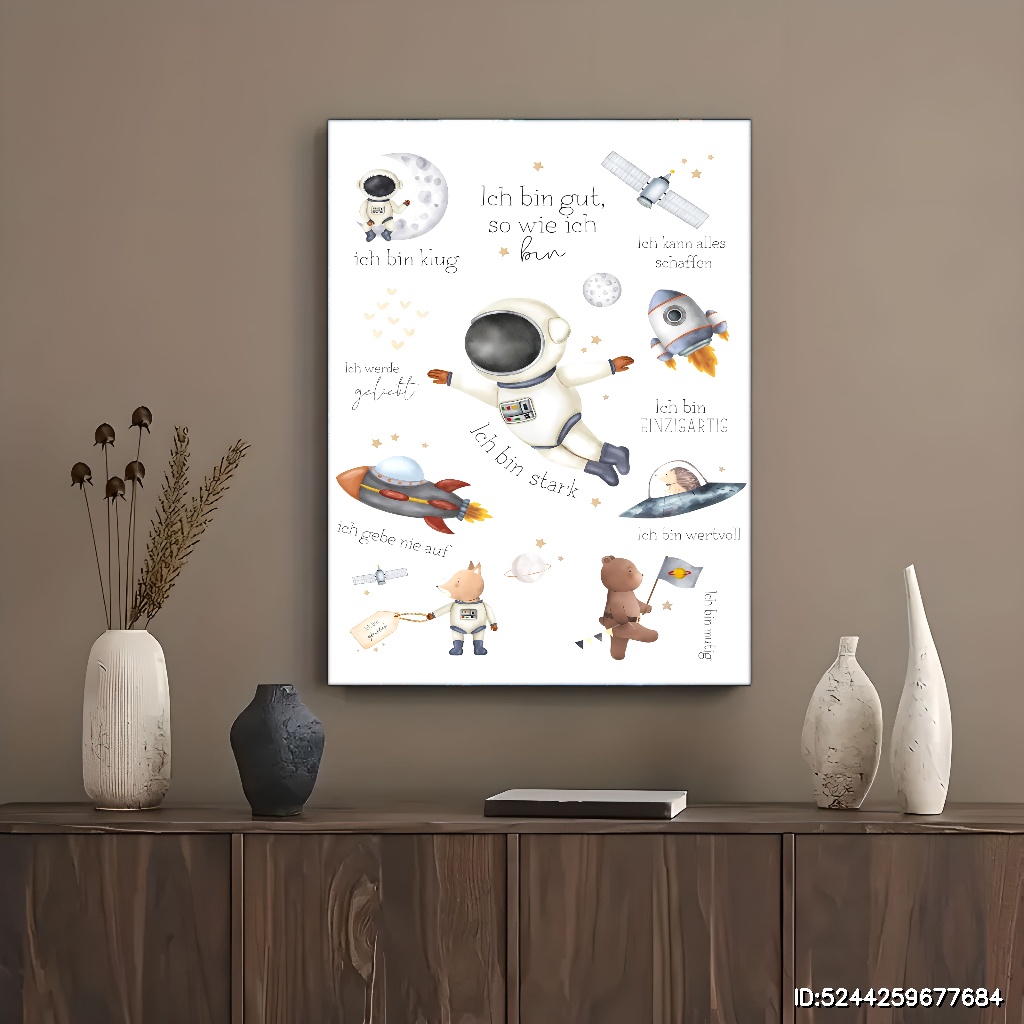 Ich bin gut,
so wie ich
bin
ich bin klug
Ich kann alles
schaffen
Ich werde
geliebt
Ich bin
EINZIGARTIG
Ich bin stark
ich gebe nie auf
Ich bin wertvoll
Ich bin mutig
ID:5244259677684